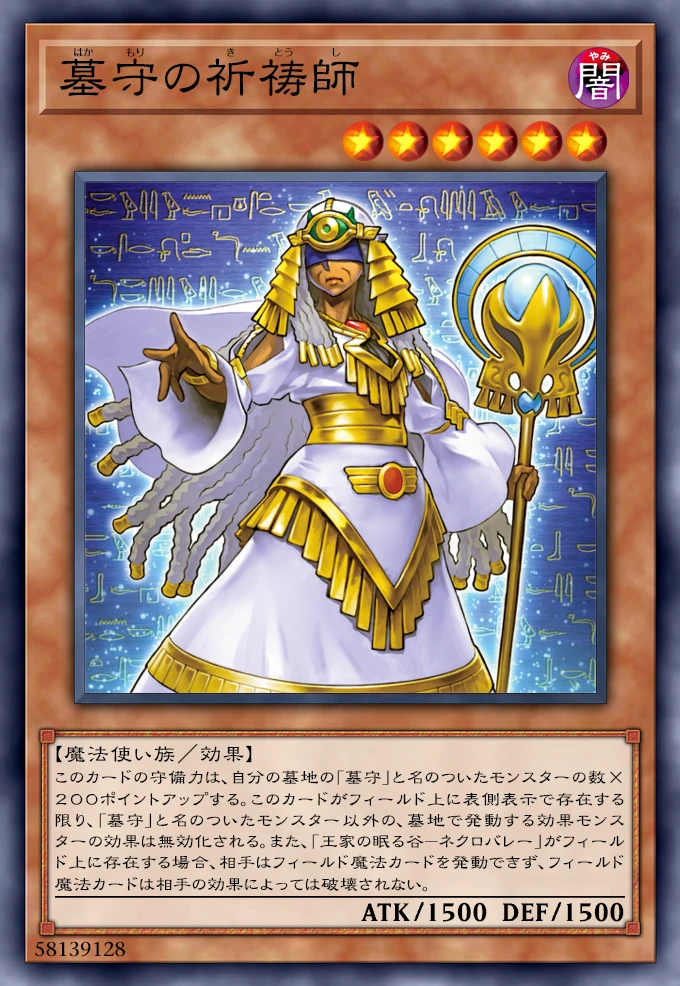 はか もり き とう し
墓守の祈祷師
やみ
闇
【魔法使い族／効果】
このカードの守備力は、自分の墓地の「墓守」と名のついたモンスターの数×
２００ポイントアップする。このカードがフィールド上に表側表示で存在する
限り、「墓守」と名のついたモンスター以外の、墓地で発動する効果モンス
ターの効果は無効化される。また、「王家の眠る谷－ネクロバレー」がフィール
ド上に存在する場合、相手はフィールド魔法カードを発動できず、フィールド
魔法カードは相手の効果によっては破壊されない。
ATK/1500 DEF/1500
58139128